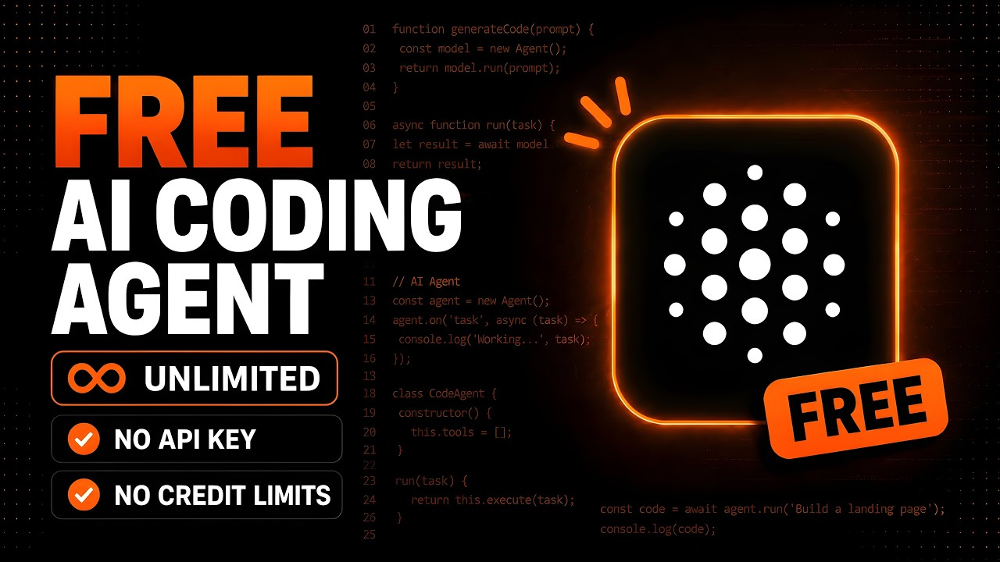 FREE
AI CODING
AGENT
UNLIMITED
NO API KEY
NO CREDIT LIMITS
01 function generateCode(prompt) {
02 const model = new Agent();
03 return model.run(prompt);
04 }
05
06 async function run(task) {
07 let result = await model.
08 return result;
11 // AI Agent
13 const agent = new Agent();
14 agent.on('task', async (task) => {
15 console.log('Working...', task);
16 });
13
18 class CodeAgent {
19 constructor() {
20 this.tools = [];
21 }
22
23 run(task) {
24 return this.execute(task);
26 }
25
FREE
const code = await agent.run('Build a landing page');
console.log(code);